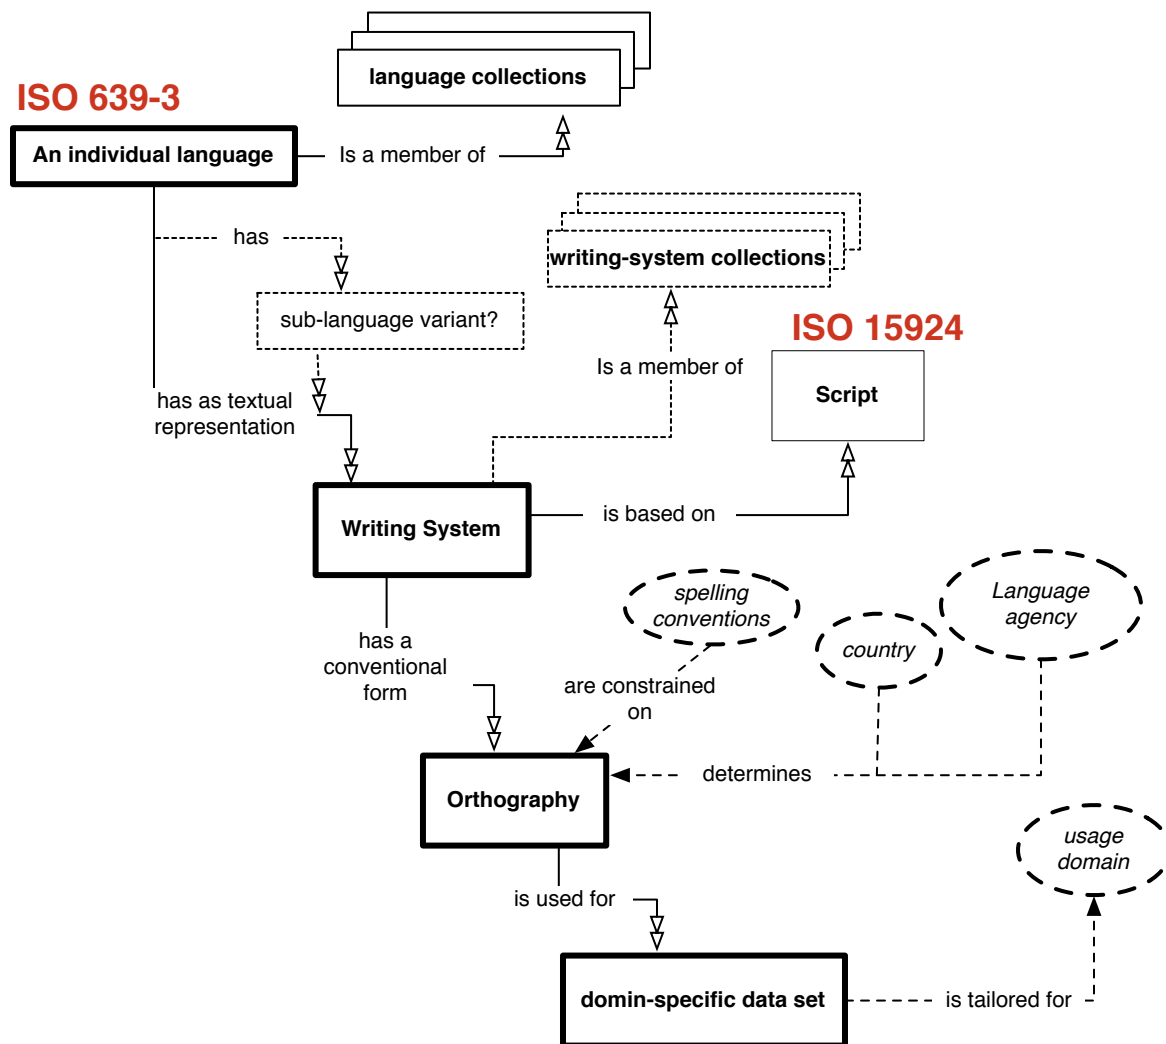 language collections
ISO 639-3
An individual language
Is a member of
has
writing-system collections
sub-language variant?
ISO 15924
Is a member of
Script
has as textual
representation
is based on
Writing System
spelling
conventions
Language
agency
has a
conventional
form
country
are constrained
on
determines
Orthography
usage
domain
is used for
domin-specific data set
is tailored for